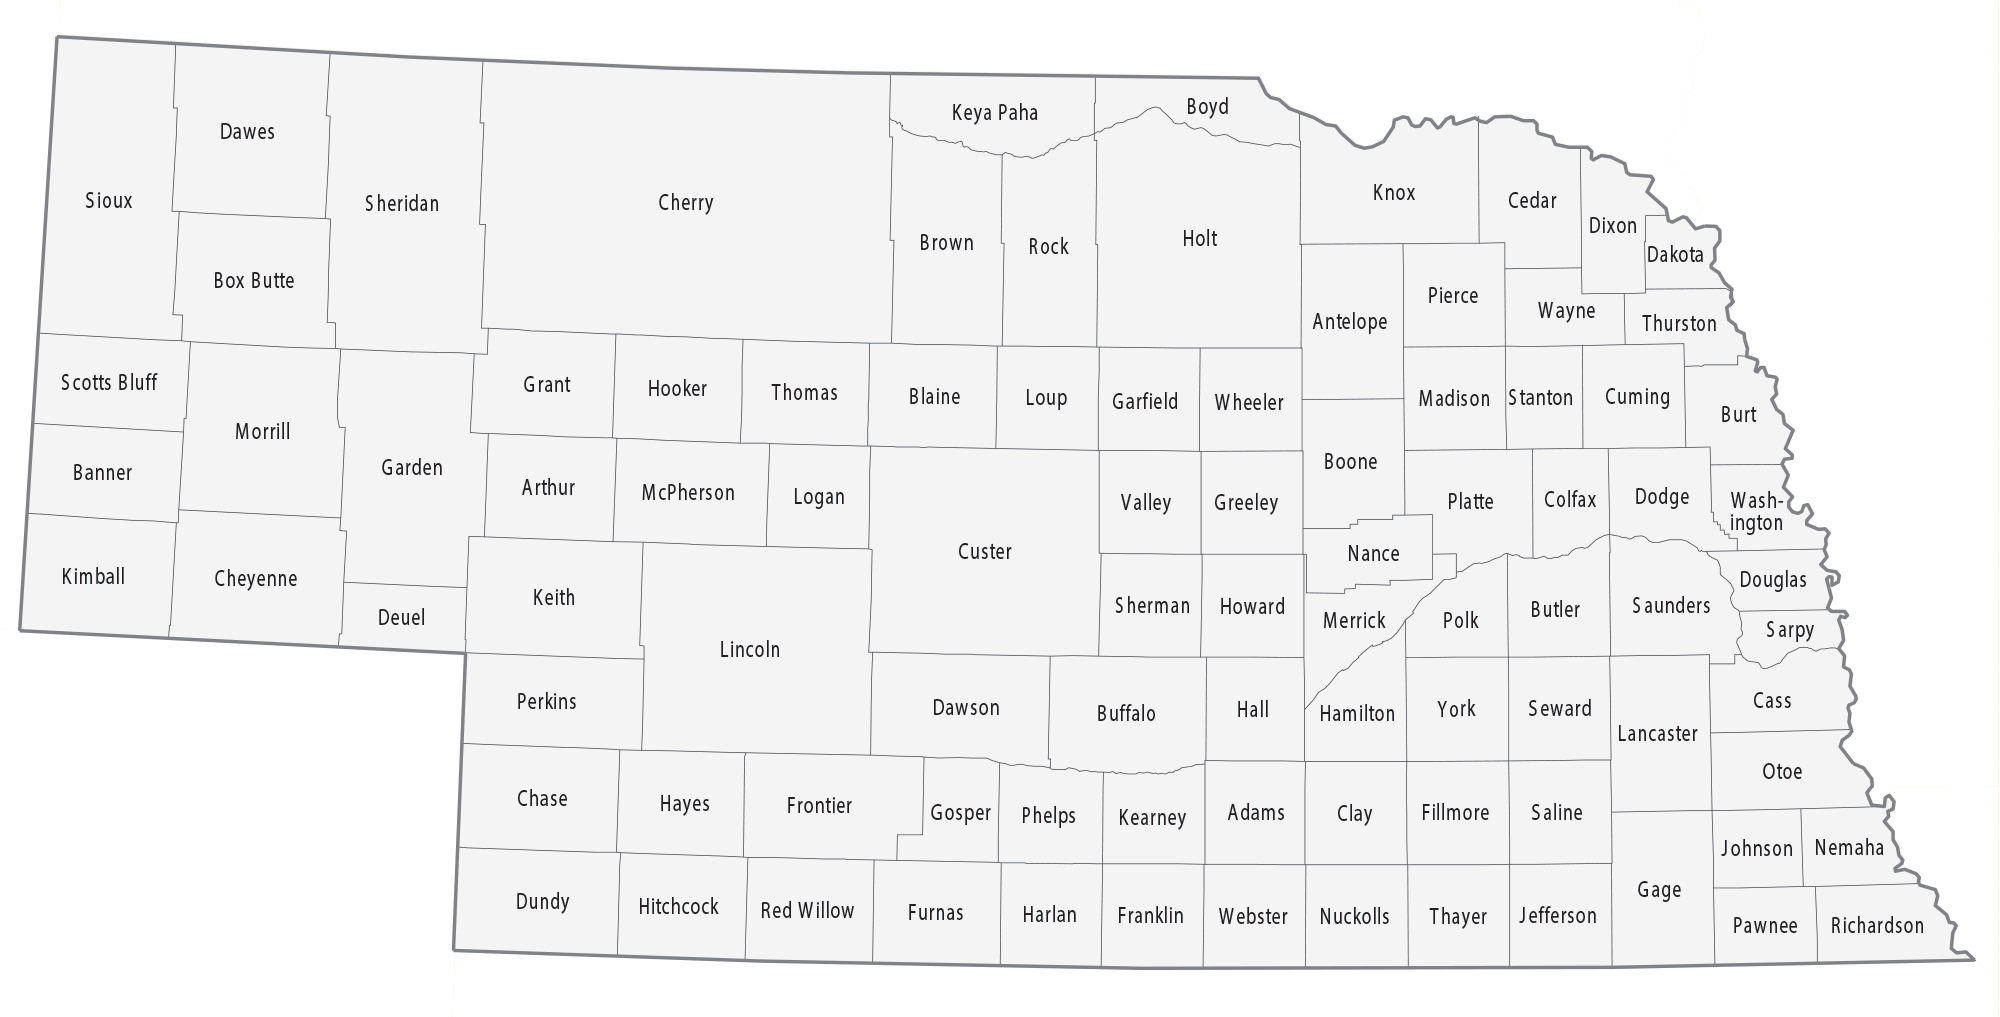 Keya Paha
Boyd
Dawes
Sioux
Sheridan
Cherry
Knox
Cedar
Dixon
Brown
Rock
Holt
Dakota
Box Butte
Pierce
Wayne
Antelope
Thurston
Scotts Bluff
Grant
Hooker
Thomas
Blaine
Loup
Garfield
Wheeler
Madison
Stanton
Cuming
Burt
Morrill
Garden
Boone
Banner
Arthur
McPherson
Logan
Valley
Greeley
Platte
Colfax
Dodge
Wash-
ington
Custer
Nance
Kimball
Cheyenne
Douglas
Keith
Deuel
Sherman
Howard
Merrick
Polk
Butler
Saunders
Sarpy
Lincoln
Perkins
Dawson
Buffalo
Hall
Hamilton
York
Seward
Cass
Lancaster
Otoe
Chase
Hayes
Frontier
Gosper
Phelps
Kearney
Adams
Clay
Fillmore
Saline
Johnson
Nemaha
Gage
Dundy
Hitchcock
Red Willow
Furnas
Harlan
Franklin
Webster
Nuckolls
Thayer
Jefferson
Pawnee
Richardson